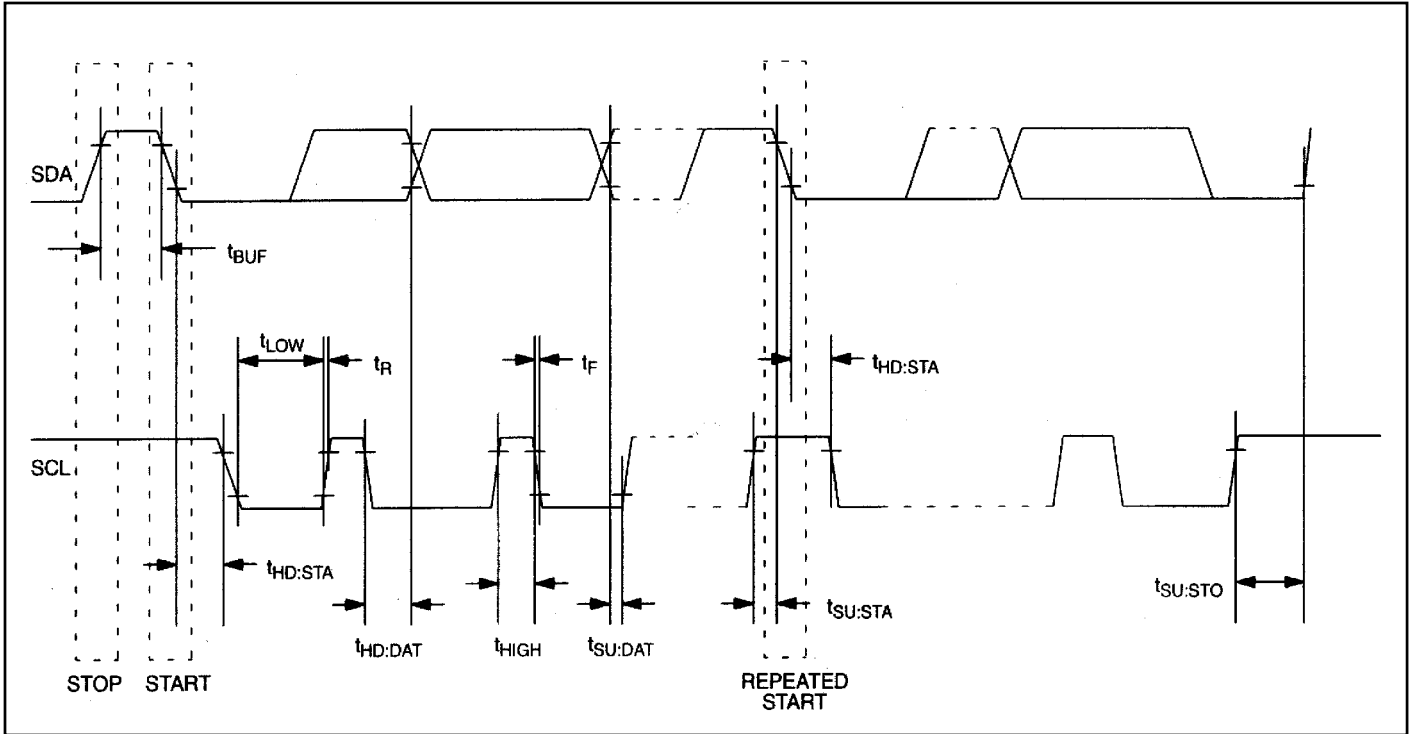 SDA
tBUF
tLOW
tR
tF
tHD:STA
SCL
tHD:STA
tHD:DAT
tHIGH
tSU:DAT
tSU:STA
tSU:STO
STOP
START
REPEATED
START